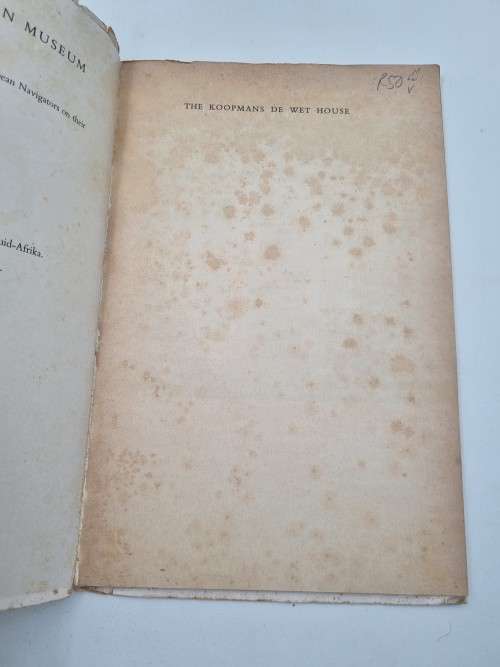 N MUSEUM
ean Navigators on their
uid-Afrika.
THE KOOPMANS DE WET HOUSE
R50